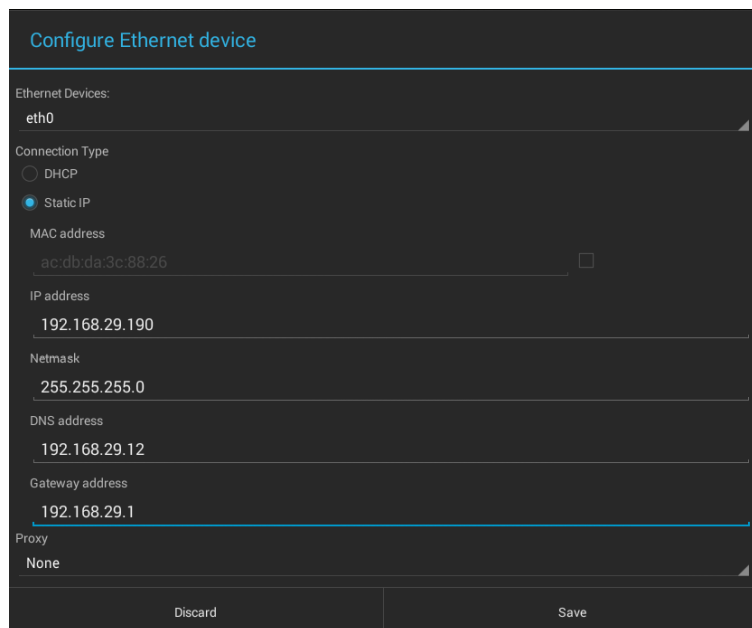 Configure Ethernet device
Ethernet Devices:
eth0
Connection Type
DHCP
Static IP
MAC address
ac:db:da:3c:88:26
IP address
192.168.29.190
Netmask
255.255.255.0
DNS address
192.168.29.12
Gateway address
192.168.29.1
Proxy
None
Discard Save